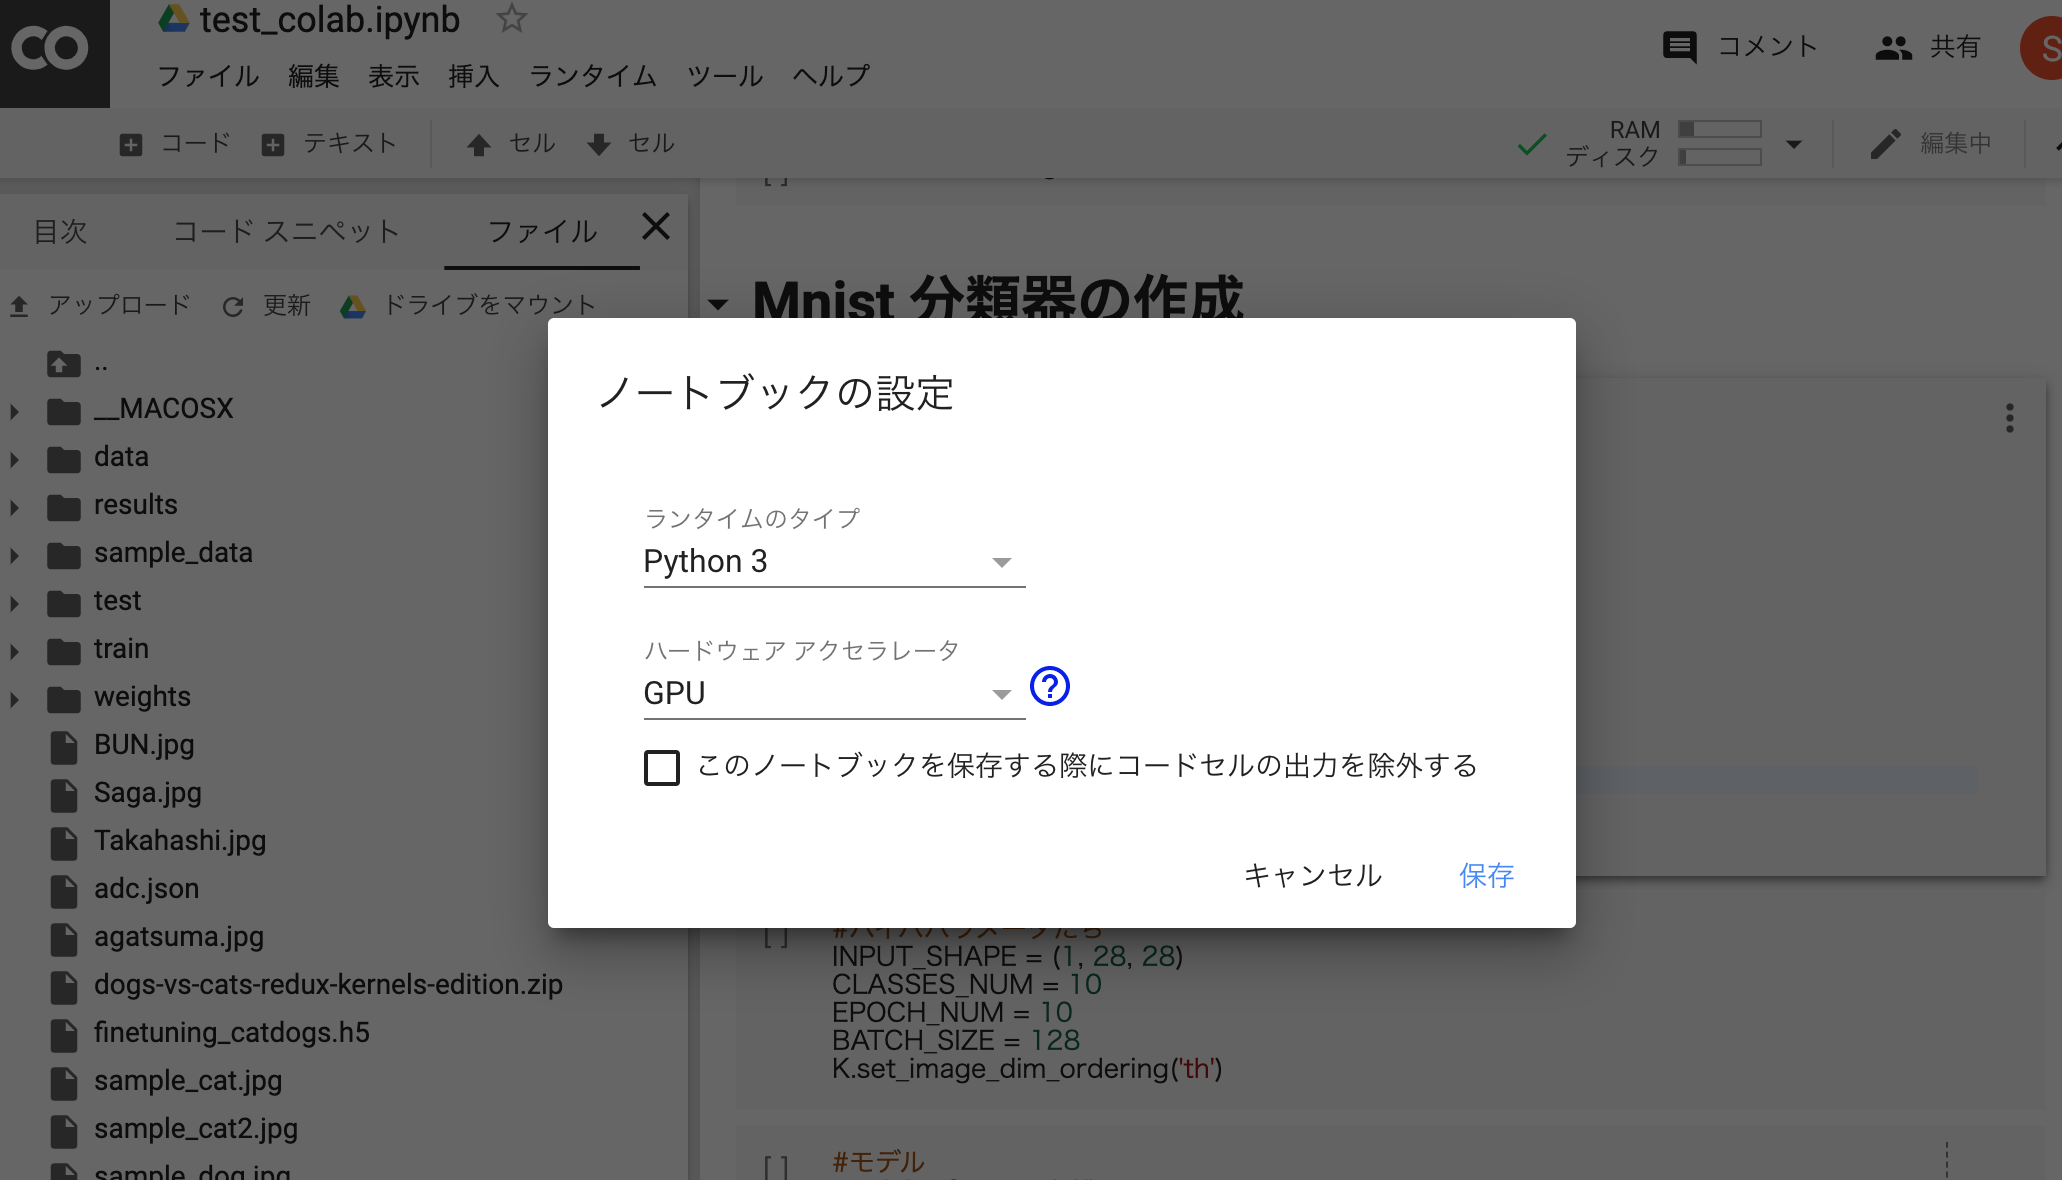 test_colab.ipynb
ファイル 編集 表示 挿入 ランタイム ツール ヘルプ
コメント 共有 S
コード テキスト セル セル
RAM
ディスク
編集中
目次 コード スニペット ファイル
アップロード 更新 ドライブをマウント
..
__MACOSX
data
results
sample_data
test
train
weights
BUN.jpg
Saga.jpg
Takahashi.jpg
adc.json
agatsuma.jpg
dogs-vs-cats-redux-kernels-edition.zip
finetuning_catdogs.h5
sample_cat.jpg
sample_cat2.jpg
sample_dog.jpg
Mnist 分類器の作成
ノートブックの設定
ランタイムのタイプ
Python 3
ハードウェア アクセラレータ
GPU
?
このノートブックを保存する際にコードセルの出力を除外する
キャンセル 保存
[ ]
INPUT_SHAPE = (1, 28, 28)
CLASSES_NUM = 10
EPOCH_NUM = 10
BATCH_SIZE = 128
K.set_image_dim_ordering('th')
[ ] #モデル